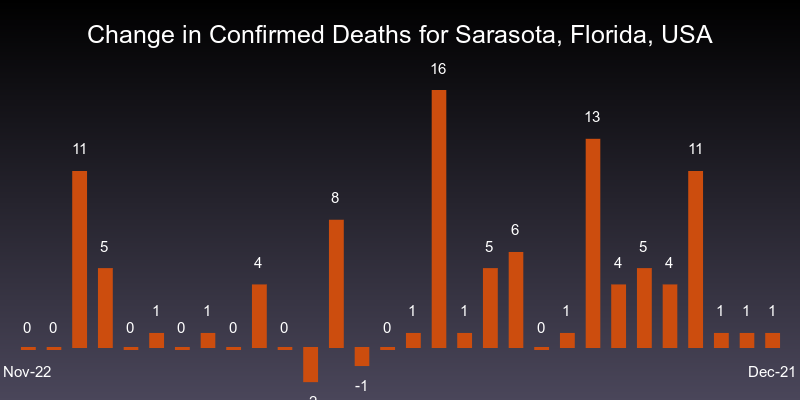 Change in Confirmed Deaths for Sarasota, Florida, USA
0 0 11 5 0 1 0 1 0 4 0 8 -1 0 1 16 1 5 6 0 1 13 4 5 4 11 1 1 1
Nov-22 Dec-21